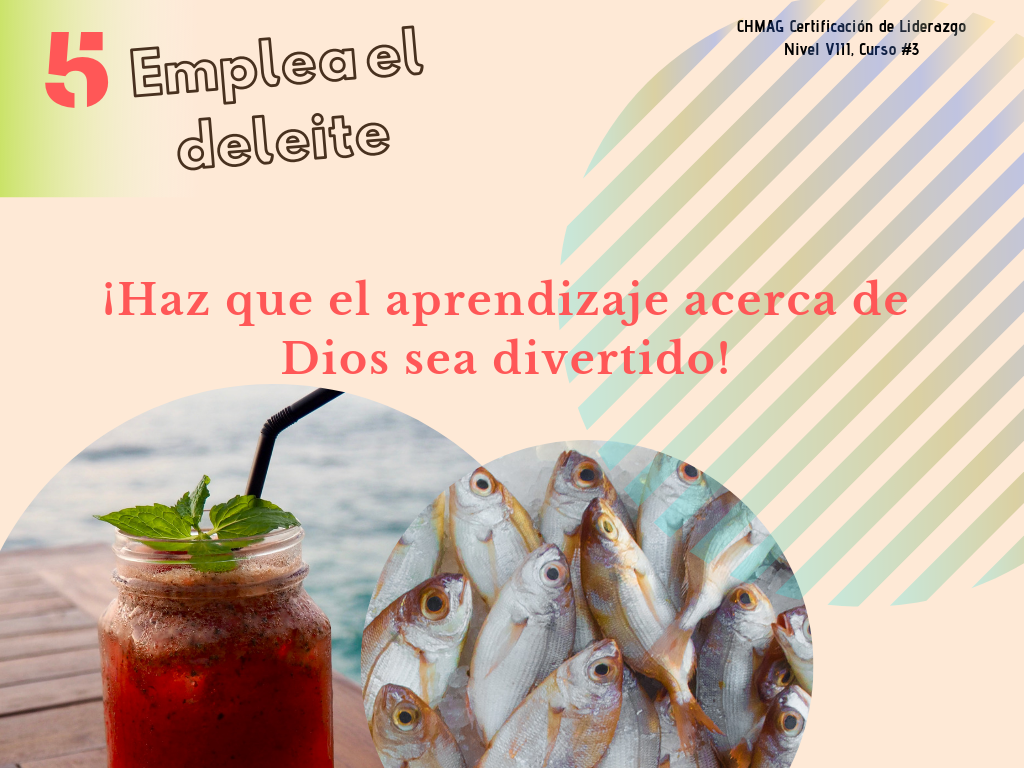 CHMAG Certificación de Liderazgo
Nivel VIII, Curso #3
5 Emplea el
deleite
¡Haz que el aprendizaje acerca de
Dios sea divertido!